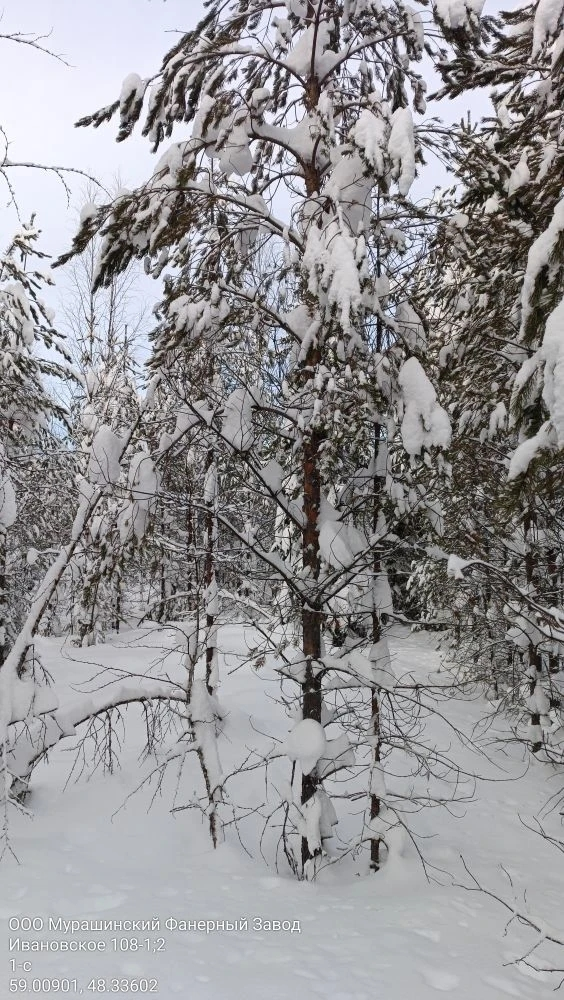 ООО Мурашинский Фанерный Завод
Ивановское 108-1;2
1-с
59.00901, 48.33602